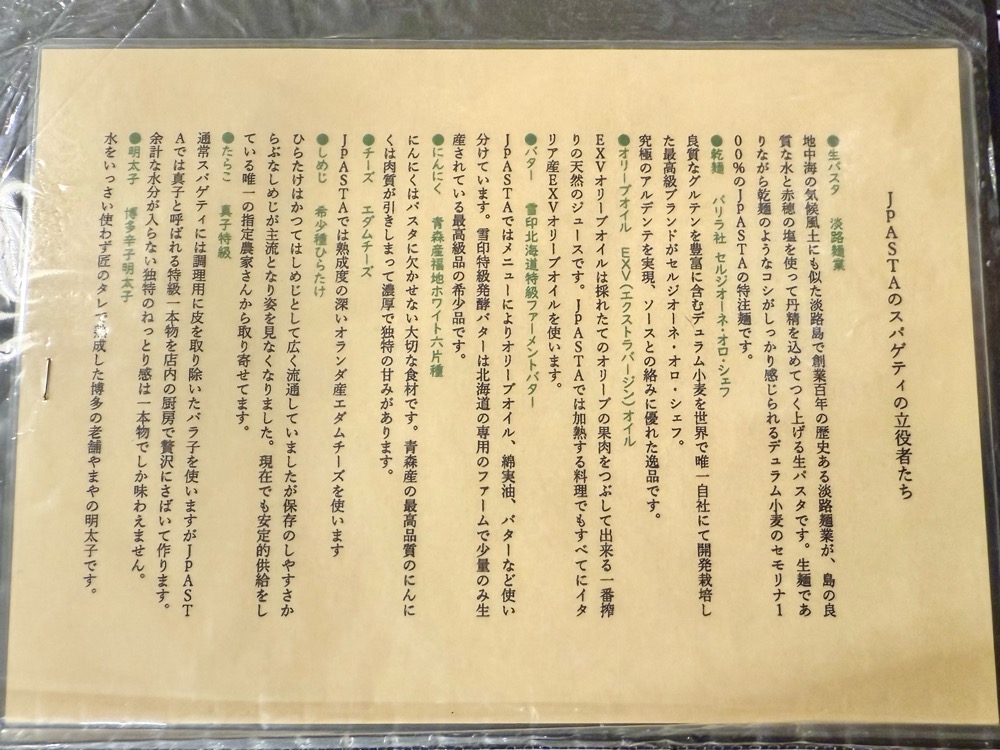 JPASTAのスパゲティの立役者たち
●生パスタ　淡路麺業
地中海の気候風土にも似た淡路島で創業百年の歴史ある淡路麺業が、島の良
質な水と赤穂の塩を使って丹精を込めてつく上げる生パスタです。生麺であ
りながら乾麺のようなコシがしっかり感じられるデュラム小麦のセモリナ1
00%のJPASTAの特注麺です。
●乾麺　バリラ社 セルジオーネ・オロ・シェフ
良質なグルテンを豊富に含むデュラム小麦を世界で唯一自社にて開発栽培し
た最高級ブランドがセルジオーネ・オロ・シェフ。
究極のアルデンテを実現、ソースとの絡みに優れた逸品です。
●オリーブオイル　EXV(エクストラバージン)オイル
EXVオリーブオイルは採れたてのオリーブの果肉をつぶして出来る一番搾
りの天然のジュースです。JPASTAでは加熱する料理でもすべてにイタ
リア産EXVオリーブオイルを使います。
●バター　雪印北海道特級ファーメントバター
JPASTAではメニューによりオリーブオイル、綿実油、バターなど使い
分けています。雪印特級発酵バターは北海道の専用のファームで少量のみ生
産されている最高級品の希少品です。
●にんにく　青森産福地ホワイト六片種
にんにくはパスタに欠かせない大切な食材です。青森産の最高品質のにんに
くは肉質が引きしまって濃厚で独特の甘みがあります。
●チーズ　エダムチーズ
JPASTAでは熟成度の深いオランダ産エダムチーズを使います
●しめじ　希少種ひらたけ
ひらたけはかつてはしめじとして広く流通していましたが保存のしやすさか
らぶなしめじが主流となり姿を見なくなりました。現在でも安定的供給をし
ている唯一の指定農家さんから取り寄せてます。
●たらこ　真子特級
通常スパゲティには調理用に皮を取り除いたバラ子を使いますがJPAST
Aでは真子と呼ばれる特級一本物を店内の厨房で贅沢にさばいて作ります。
余計な水分が入らない独特のねっとり感は一本物でしか味わえません。
●明太子　博多辛子明太子
水をいっさい使わず匠のタレで熟成した博多の老舗やまやの明太子です。